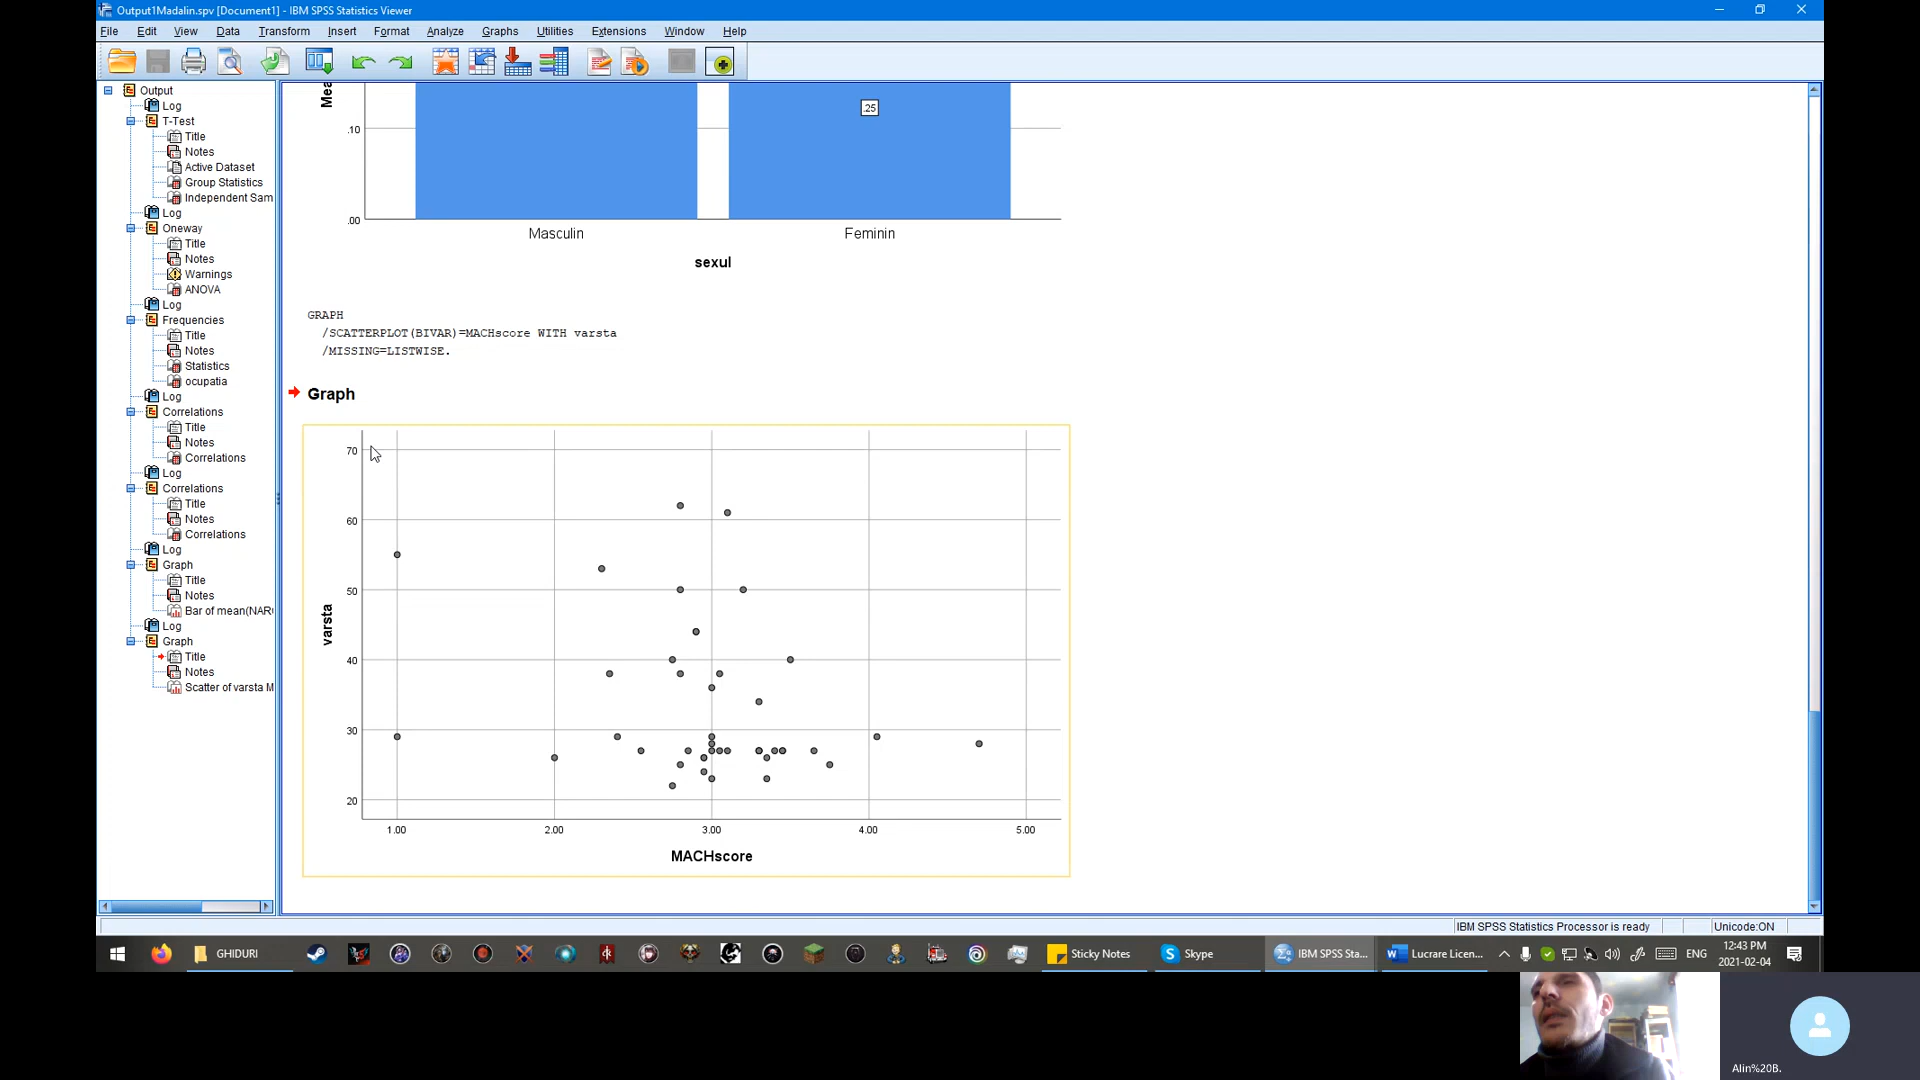 Output1Madalin.spv [Document1] - IBM SPSS Statistics Viewer
File Edit View Data Transform Insert Format Analyze Graphs Utilities Extensions Window Help
Output
Log
T-Test
Title
Notes
Active Dataset
Group Statistics
Independent Sam
Log
Oneway
Title
Notes
Warnings
ANOVA
Log
Frequencies
Title
Notes
Statistics
ocupatia
Log
Correlations
Title
Notes
Correlations
Log
Correlations
Title
Notes
Correlations
Log
Graph
Title
Notes
Bar of mean(NAR
Log
Graph
Title
Notes
Scatter of varsta M
Mea
.25
.10
.00
Masculin Feminin
sexul
GRAPH
/SCATTERPLOT(BIVAR)=MACHscore WITH varsta
/MISSING=LISTWISE.
Graph
70
60
50
40
30
20
varsta
1.00 2.00 3.00 4.00 5.00
MACHscore
IBM SPSS Statistics Processor is ready Unicode:ON
GHIDURI Sticky Notes Skype IBM SPSS Sta... Lucrare Licen... ENG 12:43 PM
2021-02-04
Alin%20B.